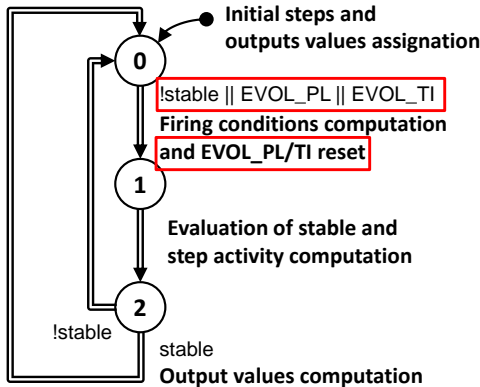 Initial steps and
outputs values assignation
0
!stable || EVOL_PL || EVOL_TI
Firing conditions computation
and EVOL_PL/TI reset
1
Evaluation of stable and
step activity computation
2
!stable
stable
Output values computation